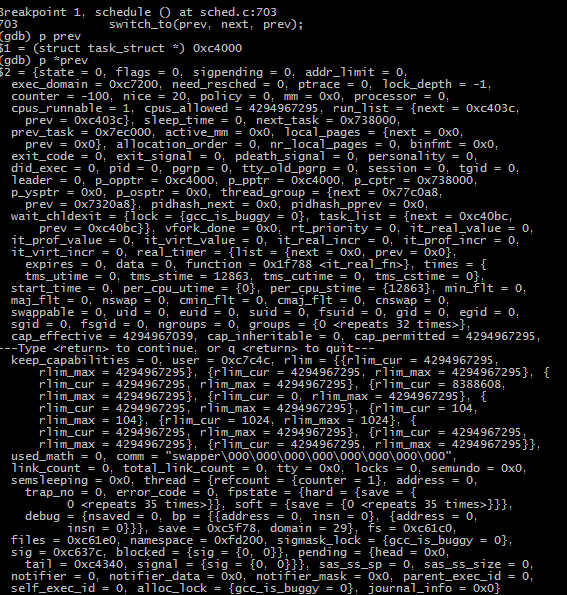 Breakpoint 1, schedule () at sched.c:703
703             switch_to(prev, next, prev);
(gdb) p prev
$1 = (struct task_struct *) 0xc4000
(gdb) p *prev
$2 = {state = 0, flags = 0, sigpending = 0, addr_limit = 0,
  exec_domain = 0xc7200, need_resched = 0, ptrace = 0, lock_depth = -1,
  counter = -100, nice = 20, policy = 0, mm = 0x0, processor = 0,
  cpus_runnable = 1, cpus_allowed = 4294967295, run_list = {next = 0xc403c,
    prev = 0xc403c}, sleep_time = 0, next_task = 0x738000,
  prev_task = 0x7ec000, active_mm = 0x0, local_pages = {next = 0x0,
    prev = 0x0}, allocation_order = 0, nr_local_pages = 0, binfmt = 0x0,
  exit_code = 0, exit_signal = 0, pdeath_signal = 0, personality = 0,
  did_exec = 0, pid = 0, pgrp = 0, tty_old_pgrp = 0, session = 0, tgid = 0,
  leader = 0, p_opptr = 0xc4000, p_pptr = 0xc4000, p_cptr = 0x738000,
  p_ysptr = 0x0, p_osptr = 0x0, thread_group = {next = 0x77c0a8,
    prev = 0x7320a8}, pidhash_next = 0x0, pidhash_pprev = 0x0,
  wait_chldexit = {lock = {gcc_is_buggy = 0}, task_list = {next = 0xc40bc,
      prev = 0xc40bc}}, vfork_done = 0x0, rt_priority = 0, it_real_value = 0,
  it_prof_value = 0, it_virt_value = 0, it_real_incr = 0, it_prof_incr = 0,
  it_virt_incr = 0, real_timer = {list = {next = 0x0, prev = 0x0},
    expires = 0, data = 0, function = 0x1f788 <it_real_fn>}, times = {
    tms_utime = 0, tms_stime = 12863, tms_cutime = 0, tms_cstime = 0},
  start_time = 0, per_cpu_utime = {0}, per_cpu_stime = {12863}, min_flt = 0,
  maj_flt = 0, nswap = 0, cmin_flt = 0, cmaj_flt = 0, cnswap = 0,
  swappable = 0, uid = 0, euid = 0, suid = 0, fsuid = 0, gid = 0, egid = 0,
  sgid = 0, fsgid = 0, ngroups = 0, groups = {0 <repeats 32 times>},
  cap_effective = 4294967039, cap_inheritable = 0, cap_permitted = 4294967295,
---Type <return> to continue, or q <return> to quit---
  keep_capabilities = 0, user = 0xc7c4c, rlim = {{rlim_cur = 4294967295,
      rlim_max = 4294967295}, {rlim_cur = 4294967295, rlim_max = 4294967295}, {
      rlim_cur = 4294967295, rlim_max = 4294967295}, {rlim_cur = 8388608,
      rlim_max = 4294967295}, {rlim_cur = 0, rlim_max = 4294967295}, {
      rlim_cur = 4294967295, rlim_max = 4294967295}, {rlim_cur = 104,
      rlim_max = 104}, {rlim_cur = 1024, rlim_max = 1024}, {
      rlim_cur = 4294967295, rlim_max = 4294967295}, {rlim_cur = 4294967295,
      rlim_max = 4294967295}, {rlim_cur = 4294967295, rlim_max = 4294967295}},
  used_math = 0, comm = "swapper\000\000\000\000\000\000\000\000",
  link_count = 0, total_link_count = 0, tty = 0x0, locks = 0, semundo = 0x0,
  semsleeping = 0x0, thread = {refcount = {counter = 1}, address = 0,
    trap_no = 0, error_code = 0, fpstate = {hard = {save = {
          0 <repeats 35 times>}}, soft = {save = {0 <repeats 35 times>}}},
    debug = {nsaved = 0, bp = {{address = 0, insn = 0}, {address = 0,
          insn = 0}}}, save = 0xc5f78, domain = 29}, fs = 0xc61c0,
  files = 0xc61e0, namespace = 0xfd200, sigmask_lock = {gcc_is_buggy = 0},
  sig = 0xc637c, blocked = {sig = {0, 0}}, pending = {head = 0x0,
    tail = 0xc4340, signal = {sig = {0, 0}}}, sas_ss_sp = 0, sas_ss_size = 0,
  notifier = 0, notifier_data = 0x0, notifier_mask = 0x0, parent_exec_id = 0,
  self_exec_id = 0, alloc_lock = {gcc_is_buggy = 0}, journal_info = 0x0}